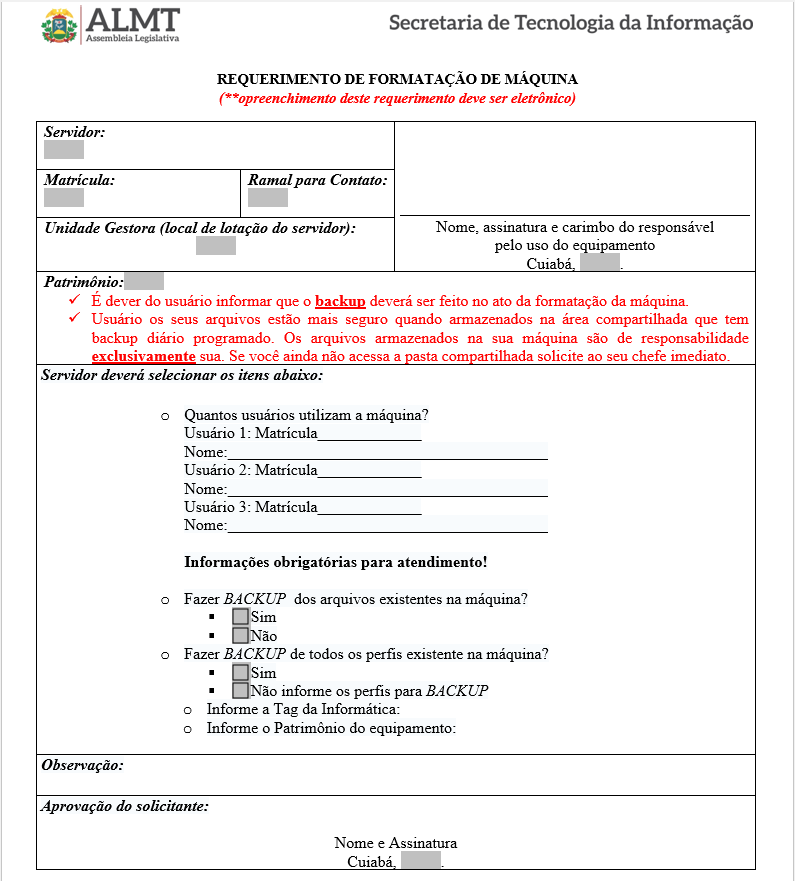 ALMT
Assembleia Legislativa
Secretaria de Tecnologia da Informação
REQUERIMENTO DE FORMATAÇÃO DE MÁQUINA
(**opreenchimento deste requerimento deve ser eletrônico)
Servidor:
Matrícula:
Ramal para Contato:
Unidade Gestora (local de lotação do servidor):
Nome, assinatura e carimbo do responsável
pelo uso do equipamento
Cuiabá, .
Patrimônio:
✓ É dever do usuário informar que o backup deverá ser feito no ato da formatação da máquina.
✓ Usuário os seus arquivos estão mais seguro quando armazenados na área compartilhada que tem
backup diário programado. Os arquivos armazenados na sua máquina são de responsabilidade
exclusivamente sua. Se você ainda não acessa a pasta compartilhada solicite ao seu chefe imediato.
Servidor deverá selecionar os itens abaixo:
o Quantos usuários utilizam a máquina?
Usuário 1: Matrícula_____________
Nome:________________________________________
Usuário 2: Matrícula_____________
Nome:________________________________________
Usuário 3: Matrícula_____________
Nome:________________________________________
Informações obrigatórias para atendimento!
o Fazer BACKUP dos arquivos existentes na máquina?
▪ ☐Sim
▪ ☐Não
o Fazer BACKUP de todos os perfis existente na máquina?
▪ ☐Sim
▪ ☐Não informe os perfis para BACKUP
o Informe a Tag da Informática:
o Informe o Patrimônio do equipamento:
Observação:
Aprovação do solicitante:
Nome e Assinatura
Cuiabá, .